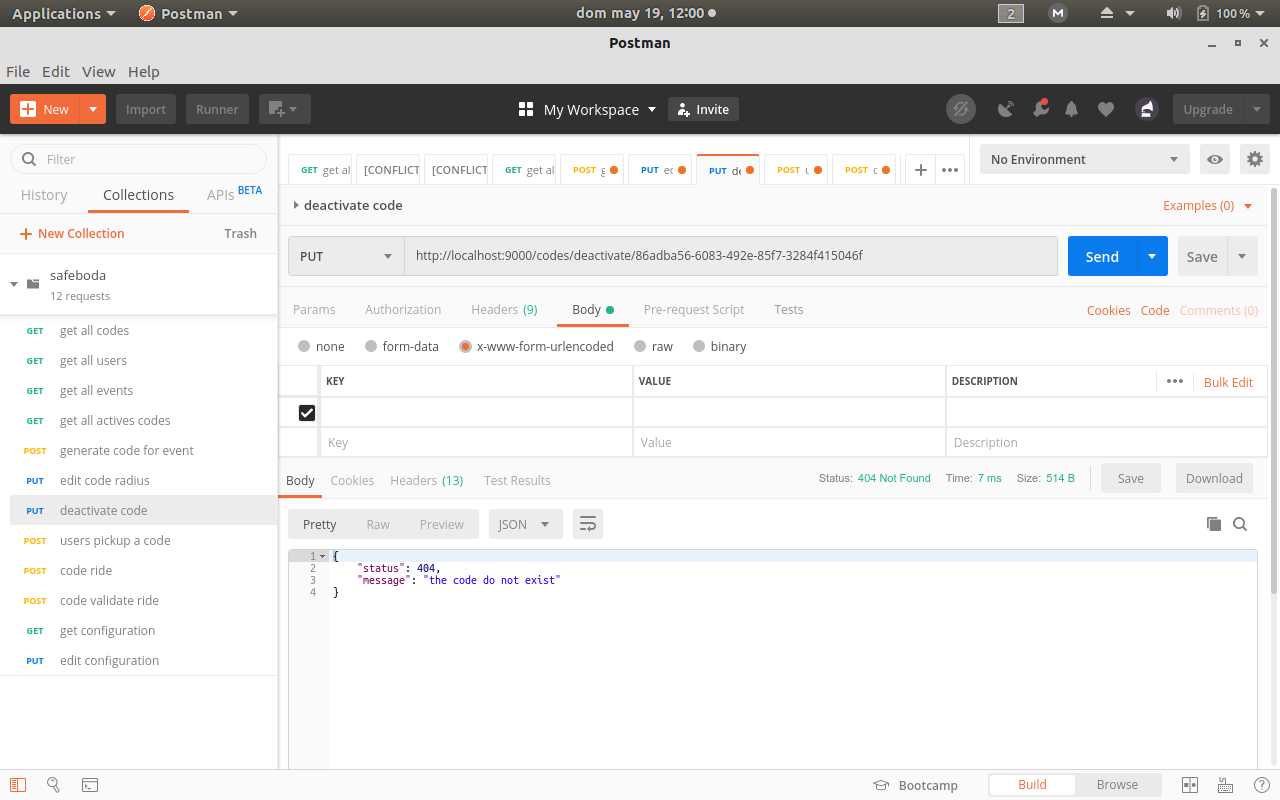 Applications Postman dom may 19, 12:00 2 M 100 %
Postman
File Edit View Help
New Import Runner My Workspace Invite Upgrade
Filter
History Collections APIs BETA
New Collection Trash
safeboda
12 requests
GET get all codes
GET get all users
GET get all events
GET get all actives codes
POST generate code for event
PUT edit code radius
PUT deactivate code
POST users pickup a code
POST code ride
POST code validate ride
GET get configuration
PUT edit configuration
GET get al [CONFLICT [CONFLICT GET get al POST g PUT ec PUT de POST u POST c No Environment
deactivate code Examples (0)
PUT http://localhost:9000/codes/deactivate/86adba56-6083-492e-85f7-3284f415046f Send Save
Params Authorization Headers (9) Body Pre-request Script Tests Cookies Code Comments (0)
none form-data x-www-form-urlencoded raw binary
KEY VALUE DESCRIPTION Bulk Edit
Key Value Description
Body Cookies Headers (13) Test Results Status: 404 Not Found Time: 7 ms Size: 514 B Save Download
Pretty Raw Preview JSON
1 {
2 "status": 404,
3 "message": "the code do not exist"
4 }
Bootcamp Build Browse